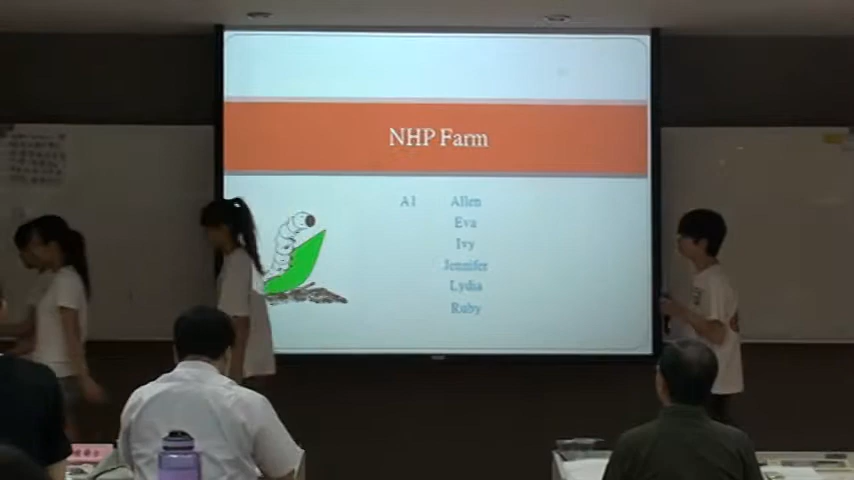 NHP Farm
A1 Allen
Eva
Ivy
Jennifer
Lydia
Ruby